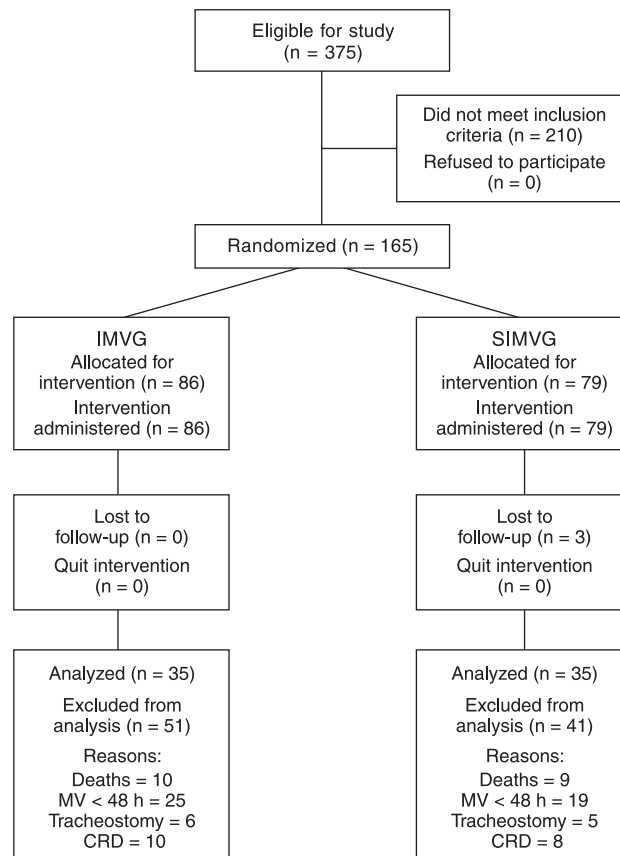 Eligible for study
(n = 375)
Did not meet inclusion
criteria (n = 210)
Refused to participate
(n = 0)
Randomized (n = 165)
IMVG
Allocated for
intervention (n = 86)
Intervention
administered (n = 86)
SIMVG
Allocated for
intervention (n = 79)
Intervention
administered (n = 79)
Lost to
follow-up (n = 0)
Quit intervention
(n = 0)
Lost to
follow-up (n = 3)
Quit intervention
(n = 0)
Analyzed (n = 35)
Excluded from
analysis (n = 51)
Reasons:
Deaths = 10
MV < 48 h = 25
Tracheostomy = 6
CRD = 10
Analyzed (n = 35)
Excluded from
analysis (n = 41)
Reasons:
Deaths = 9
MV < 48 h = 19
Tracheostomy = 5
CRD = 8